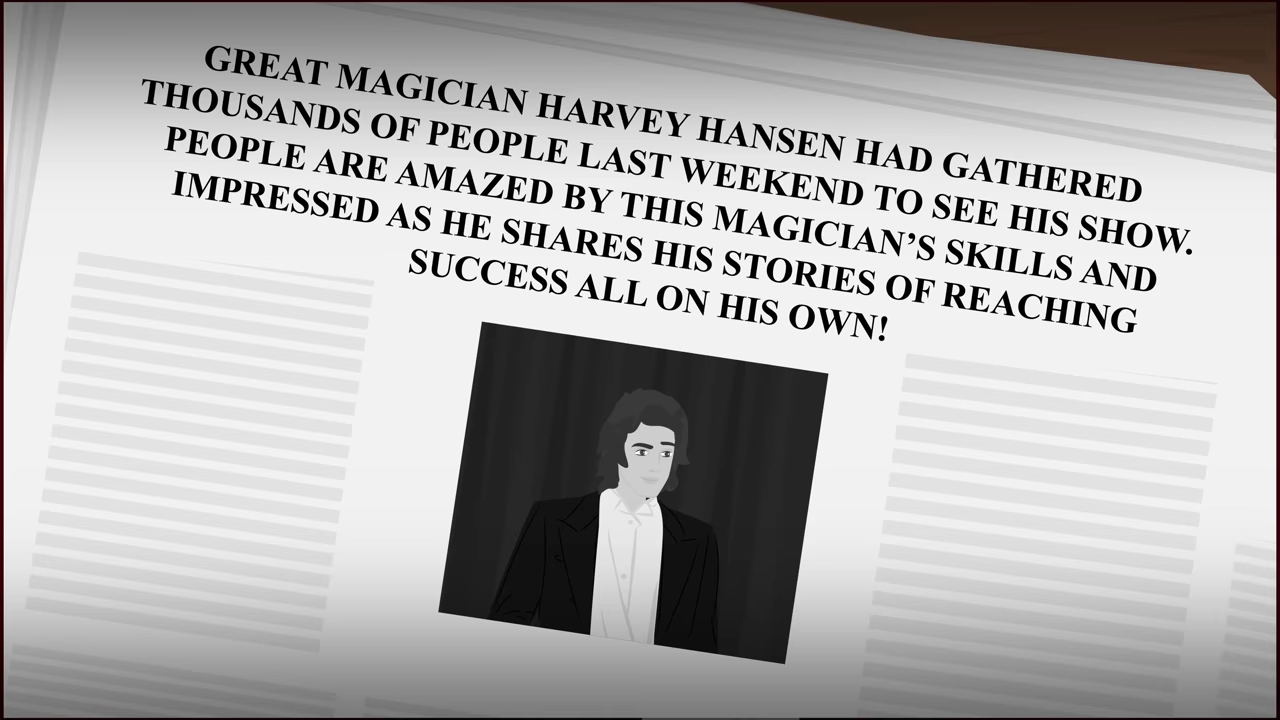 GREAT MAGICIAN HARVEY HANSEN HAD GATHERED
THOUSANDS OF PEOPLE LAST WEEKEND TO SEE HIS SHOW.
PEOPLE ARE AMAZED BY THIS MAGICIAN’S SKILLS AND
IMPRESSED AS HE SHARES HIS STORIES OF REACHING
SUCCESS ALL ON HIS OWN!